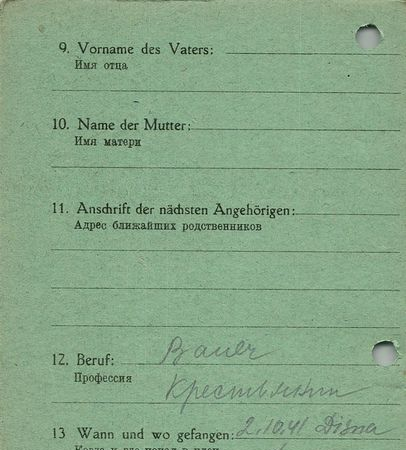 9. Vorname des Vaters:
Имя отца
10. Name der Mutter:
Имя матери
11. Anschrift der nächsten Angehörigen:
Адрес ближайших родственников
12. Beruf: Bauer
Профессия Крестьянин
13 Wann und wo gefangen: 2.10.41 Disna